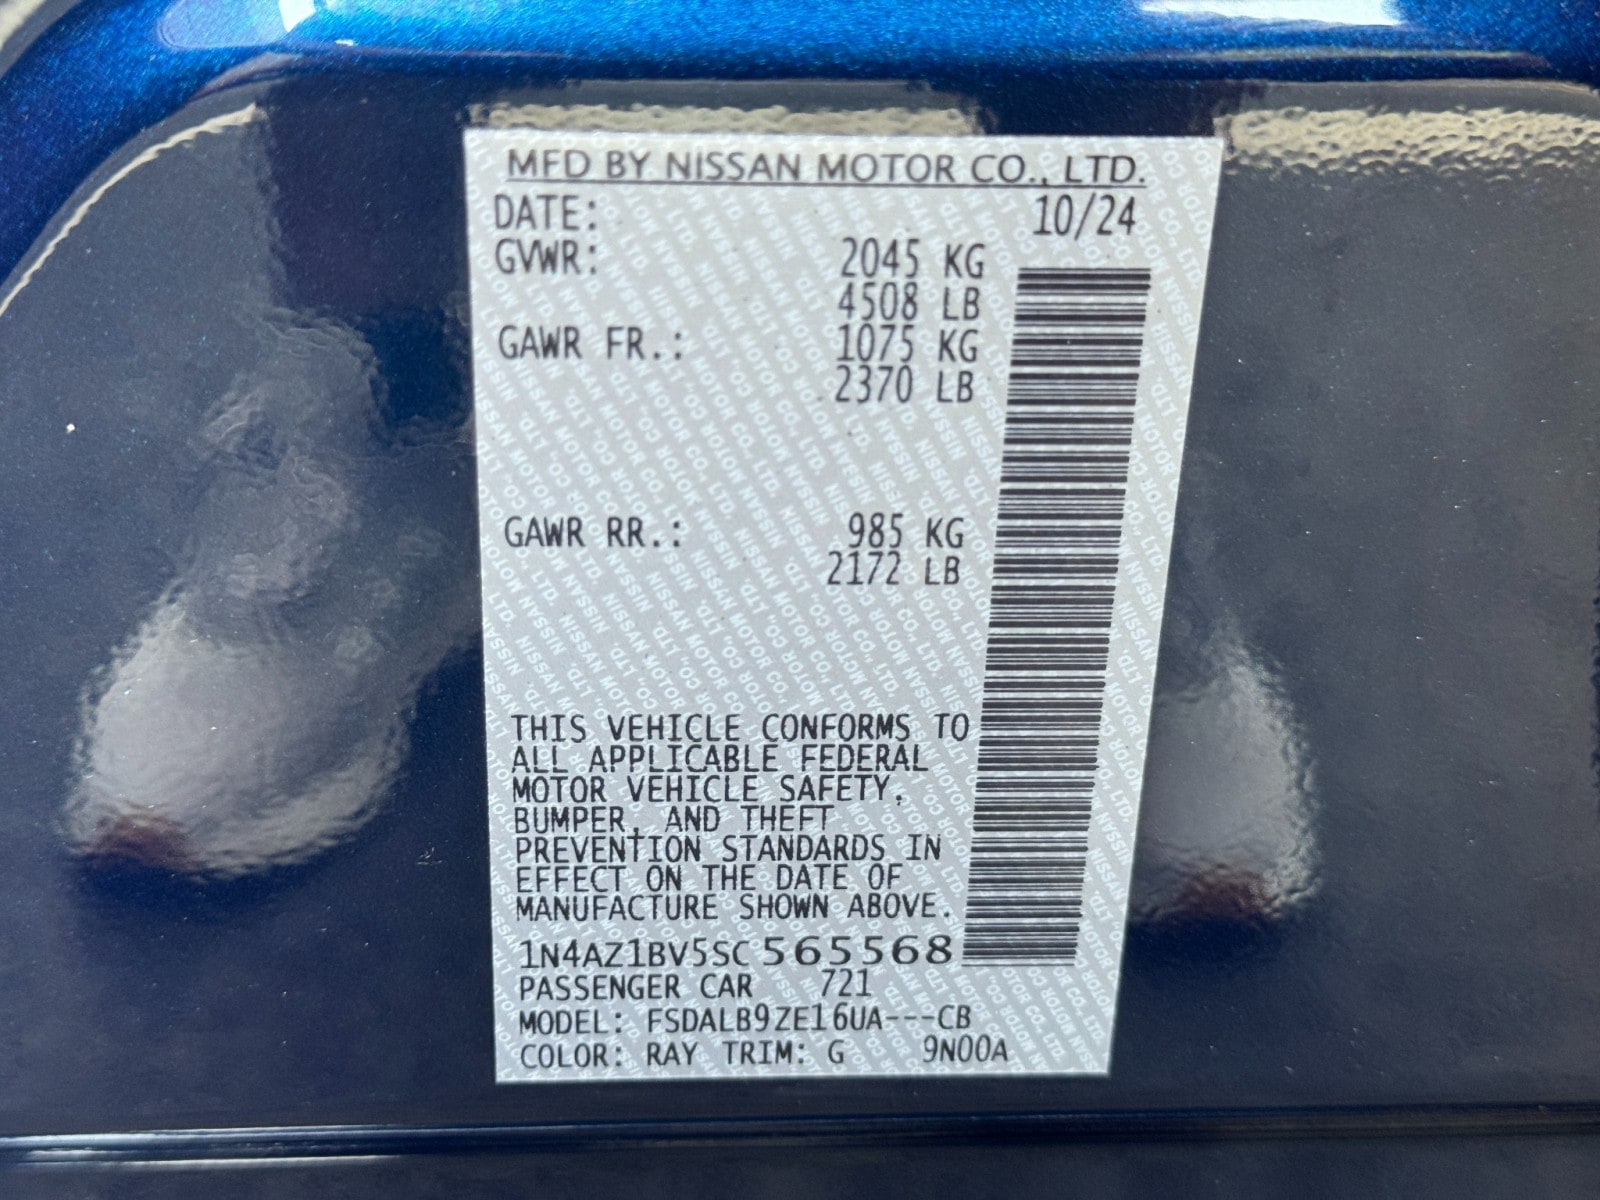 MFD BY NISSAN MOTOR CO., LTD.
DATE: 10/24
GVWR: 2045 KG
4508 LB
GAWR FR.: 1075 KG
2370 LB
GAWR RR.: 985 KG
2172 LB
THIS VEHICLE CONFORMS TO
ALL APPLICABLE FEDERAL
MOTOR VEHICLE SAFETY,
BUMPER, AND THEFT
PREVENTION STANDARDS IN
EFFECT ON THE DATE OF
MANUFACTURE SHOWN ABOVE.
1N4AZ1BV5SC565568
PASSENGER CAR 721
MODEL: FSDALB9ZE16UA---CB
COLOR: RAY TRIM: G 9N00A